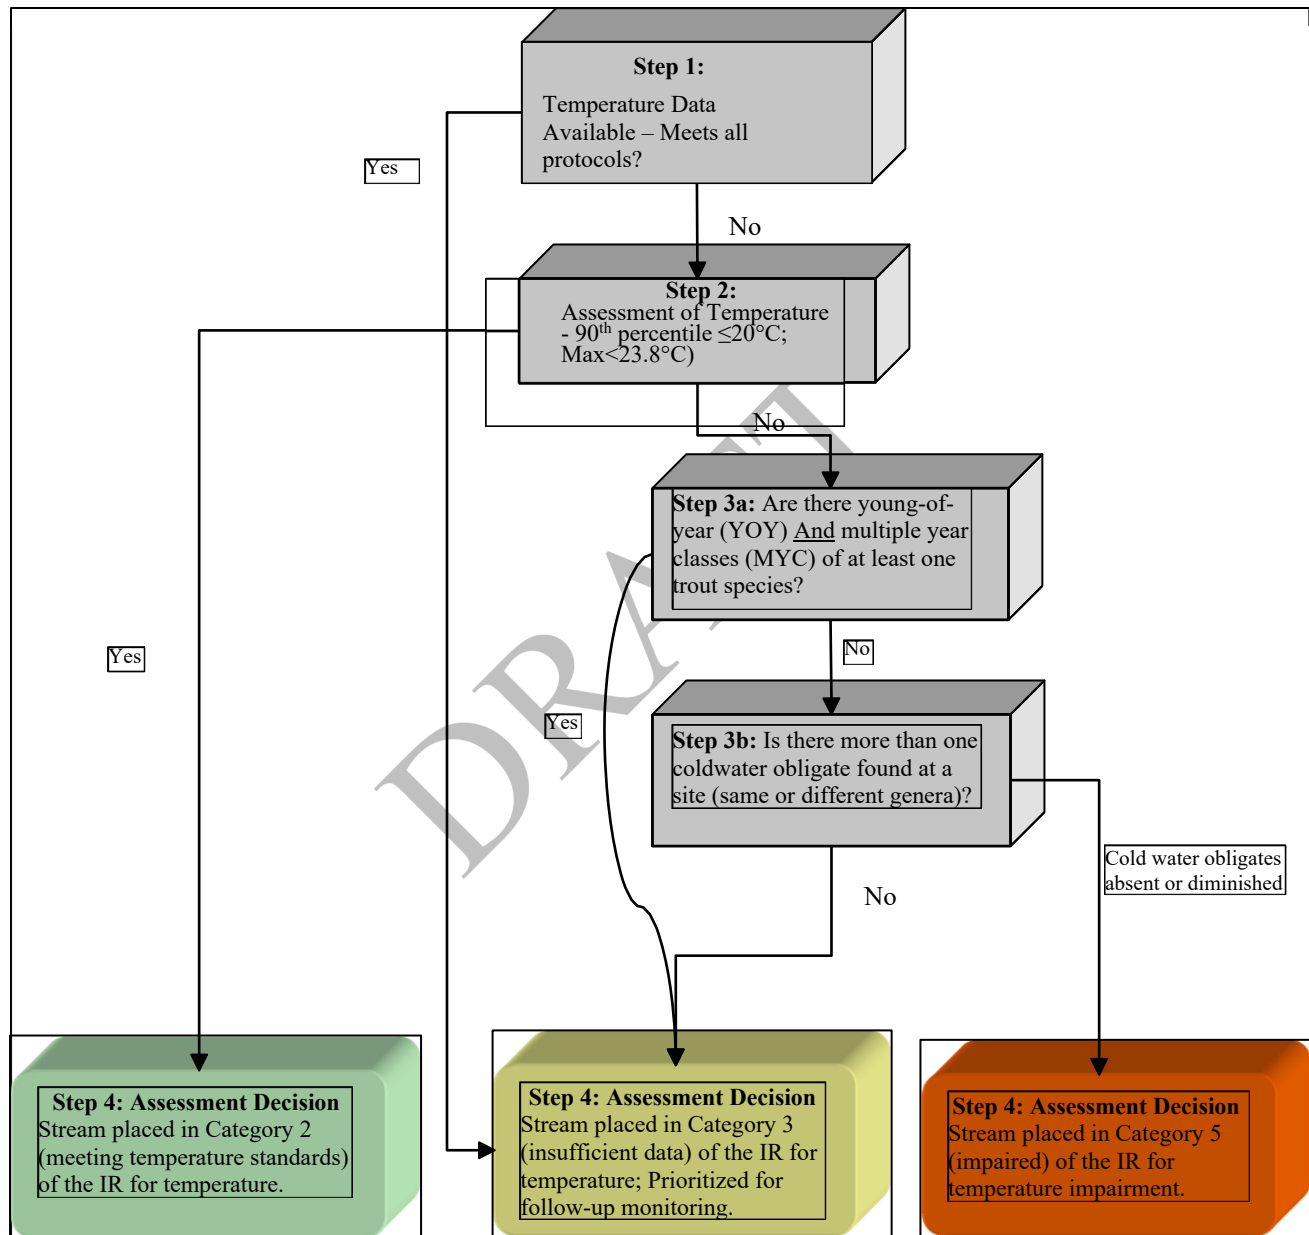 Step 1:
Temperature Data
Available – Meets all
protocols?
Yes
No
Step 2:
Assessment of Temperature
- 90th percentile ≤20°C;
Max<23.8°C)
No
Step 3a: Are there young-of-
year (YOY) And multiple year
classes (MYC) of at least one
trout species?
Yes
No
Yes
Step 3b: Is there more than one
coldwater obligate found at a
site (same or different genera)?
Cold water obligates
absent or diminished
No
DRAFT
Step 4: Assessment Decision
Stream placed in Category 2
(meeting temperature standards)
of the IR for temperature.
Step 4: Assessment Decision
Stream placed in Category 3
(insufficient data) of the IR for
temperature; Prioritized for
follow-up monitoring.
Step 4: Assessment Decision
Stream placed in Category 5
(impaired) of the IR for
temperature impairment.